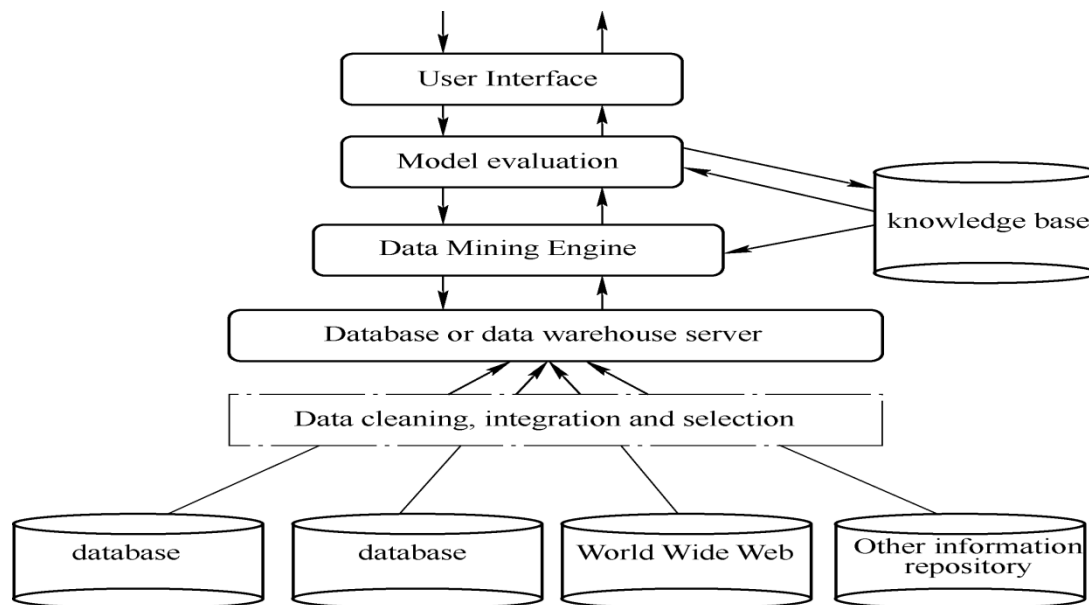 User Interface
Model evaluation
knowledge base
Data Mining Engine
Database or data warehouse server
Data cleaning, integration and selection
database
database
World Wide Web
Other information
repository